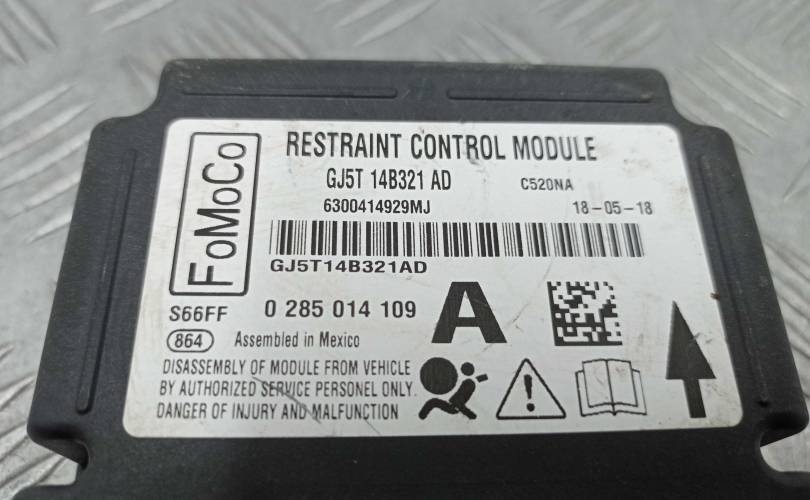 FoMoCo
RESTRAINT CONTROL MODULE
GJ5T 14B321 AD C520NA
6300414929MJ 18-05-18
GJ5T14B321AD
S66FF 0 285 014 109 A
864 Assembled in Mexico
DISASSEMBLY OF MODULE FROM VEHICLE
BY AUTHORIZED SERVICE PERSONEL ONLY.
DANGER OF INJURY AND MALFUNCTION